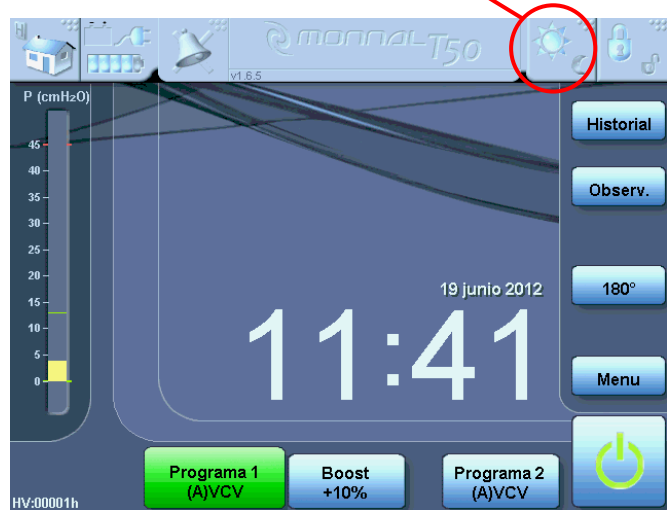 H
monnal T50
v1.6.5
P (cmH2O)
45
40
35
30
25
20
15
10
5
0
Historial
Observ.
19 junio 2012
180°
11:41
Menu
Programa 1
(A)VCV
Boost
+10%
Programa 2
(A)VCV
HV:00001h